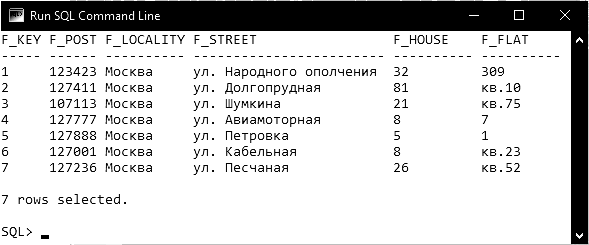 Run SQL Command Line
F_KEY F_POST F_LOCALITY F_STREET F_HOUSE F_FLAT
----- ------ ---------- ------------------------ ---------- ----------
1 123423 Москва ул. Народного ополчения 32 309
2 127411 Москва ул. Долгопрудная 81 кв.10
3 107113 Москва ул. Шумкина 21 кв.75
4 127777 Москва ул. Авиамоторная 8 7
5 127888 Москва ул. Петровка 5 1
6 127001 Москва ул. Кабельная 8 кв.23
7 127236 Москва ул. Песчаная 26 кв.52
7 rows selected.
SQL>